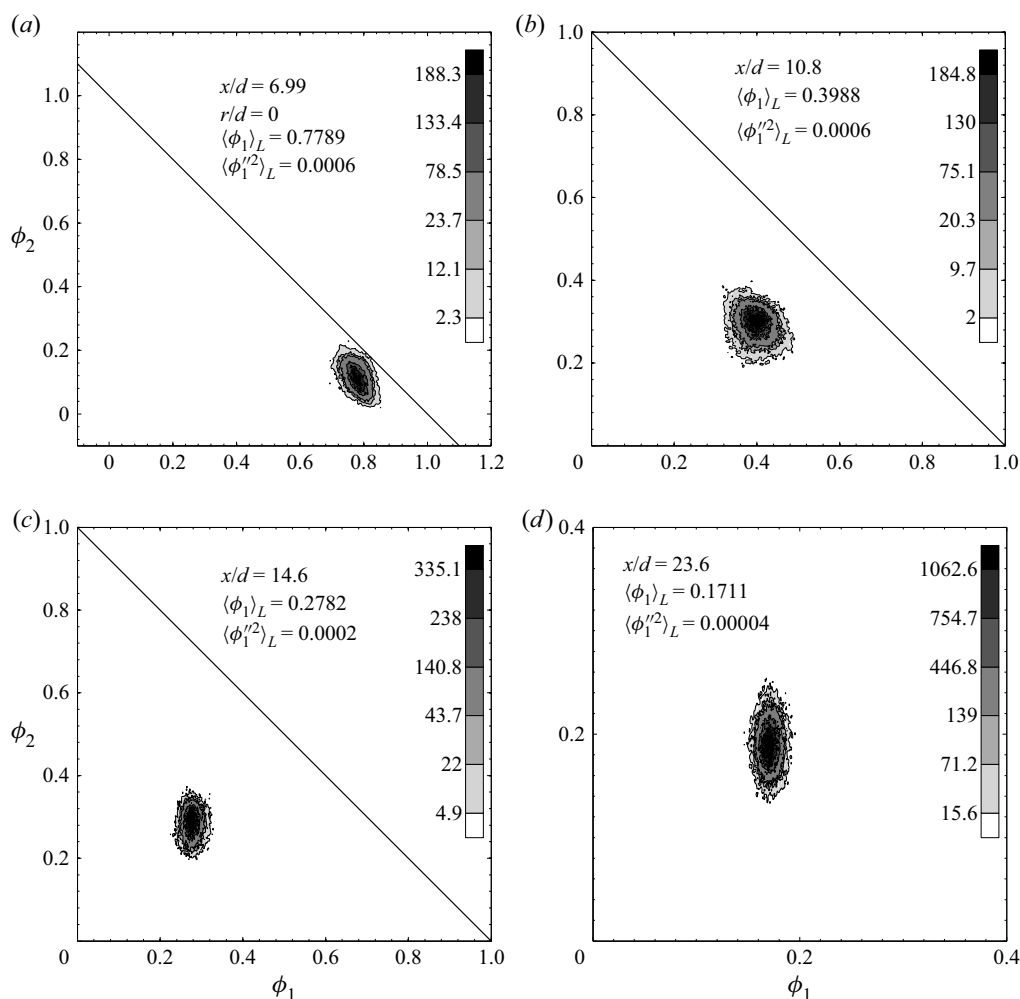 (a)
x/d = 6.99
r/d = 0
⟨ϕ₁⟩_L = 0.7789
⟨ϕ₁″²⟩_L = 0.0006
188.3
133.4
78.5
23.7
12.1
2.3
1.0
0.8
0.6
0.4
0.2
0
ϕ₂
0 0.2 0.4 0.6 0.8 1.0 1.2
(b)
x/d = 10.8
⟨ϕ₁⟩_L = 0.3988
⟨ϕ₁″²⟩_L = 0.0006
184.8
130
75.1
20.3
9.7
2
1.0
0.8
0.6
0.4
0.2
0 0.2 0.4 0.6 0.8 1.0
(c)
x/d = 14.6
⟨ϕ₁⟩_L = 0.2782
⟨ϕ₁″²⟩_L = 0.0002
335.1
238
140.8
43.7
22
4.9
1.0
0.8
0.6
0.4
0.2
ϕ₂
0 0.2 0.4 0.6 0.8 1.0
ϕ₁
(d)
x/d = 23.6
⟨ϕ₁⟩_L = 0.1711
⟨ϕ₁″²⟩_L = 0.00004
1062.6
754.7
446.8
139
71.2
15.6
0.4
0.2
0 0.2 0.4
ϕ₁